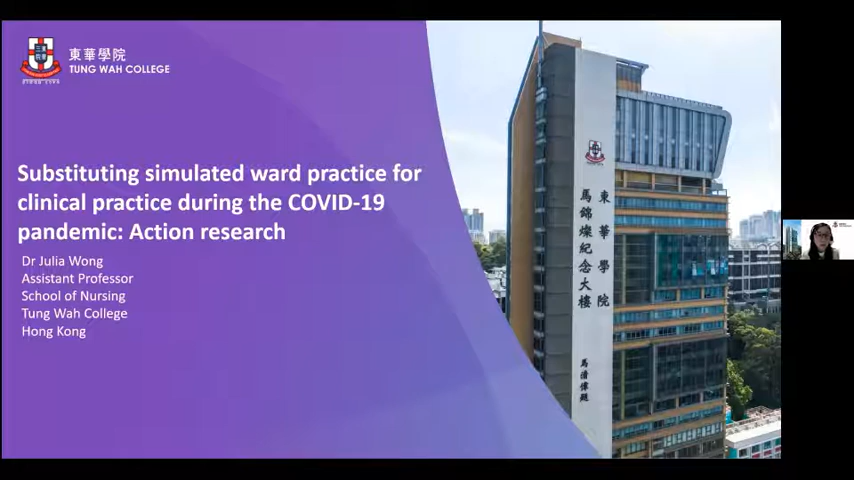 東華學院
TUNG WAH COLLEGE
Substituting simulated ward practice for
clinical practice during the COVID-19
pandemic: Action research
Dr Julia Wong
Assistant Professor
School of Nursing
Tung Wah College
Hong Kong
東華學院
馬錦燦紀念大樓